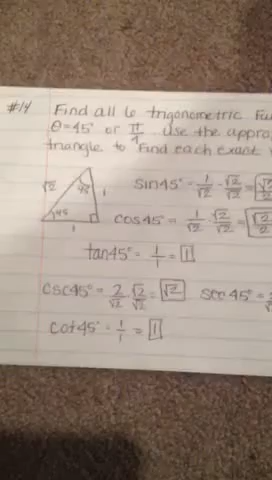 #14 Find all 6 trigonometric
θ=45° or π/4 Use the
triangle to find each exact
√2 45 1
45
1
sin45° = 1/√2 · √2/√2 = √2/2
cos45° = 1/√2 · √2/√2 = √2/2
tan45° = 1/1 = 1
csc45° = 2/√2 · √2/√2 = √2 sec45° =
cot45° = 1/1 = 1